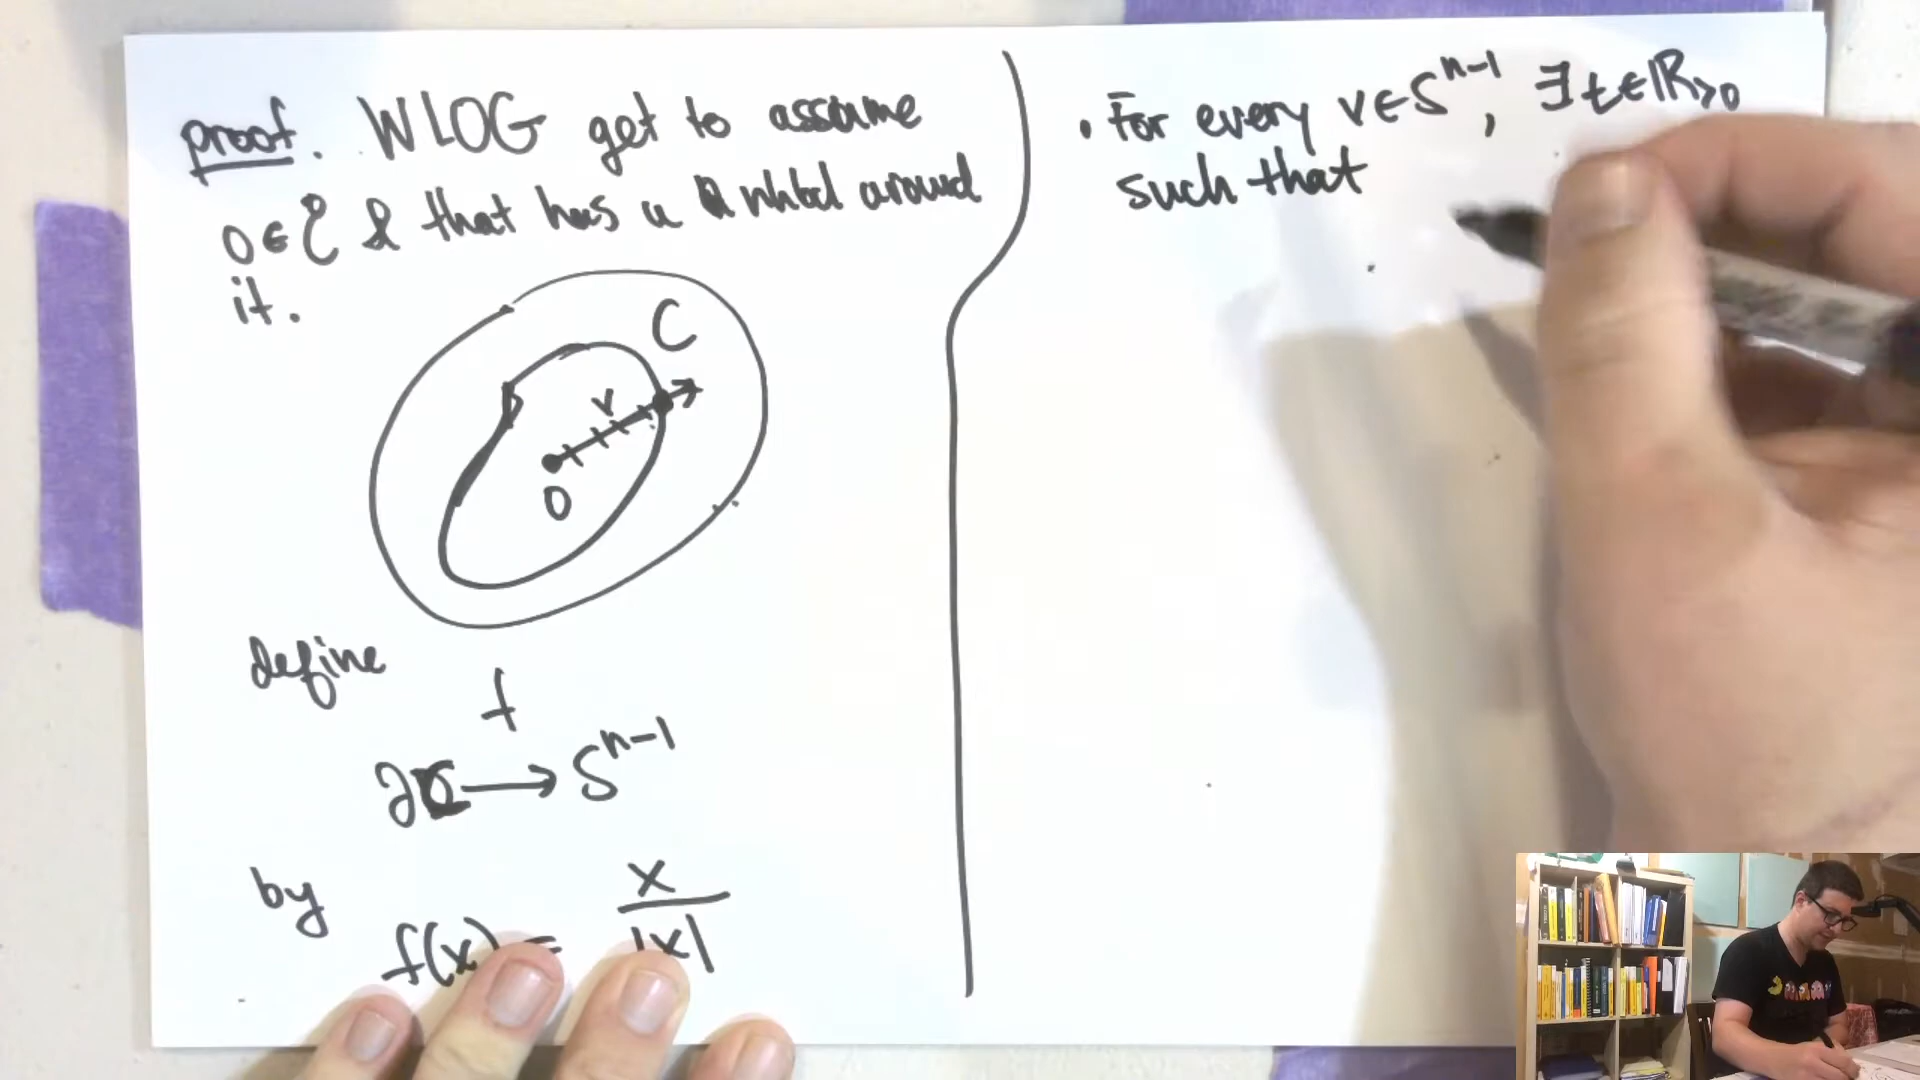 proof. WLOG get to assume
0 ∈ C & that has a nhbd around
it.
C
v
0
define
f
∂C → S^{n-1}
by
f(x) = x/|x|
• For every v ∈ S^{n-1}, ∃ t ∈ ℝ_{>0}
such that